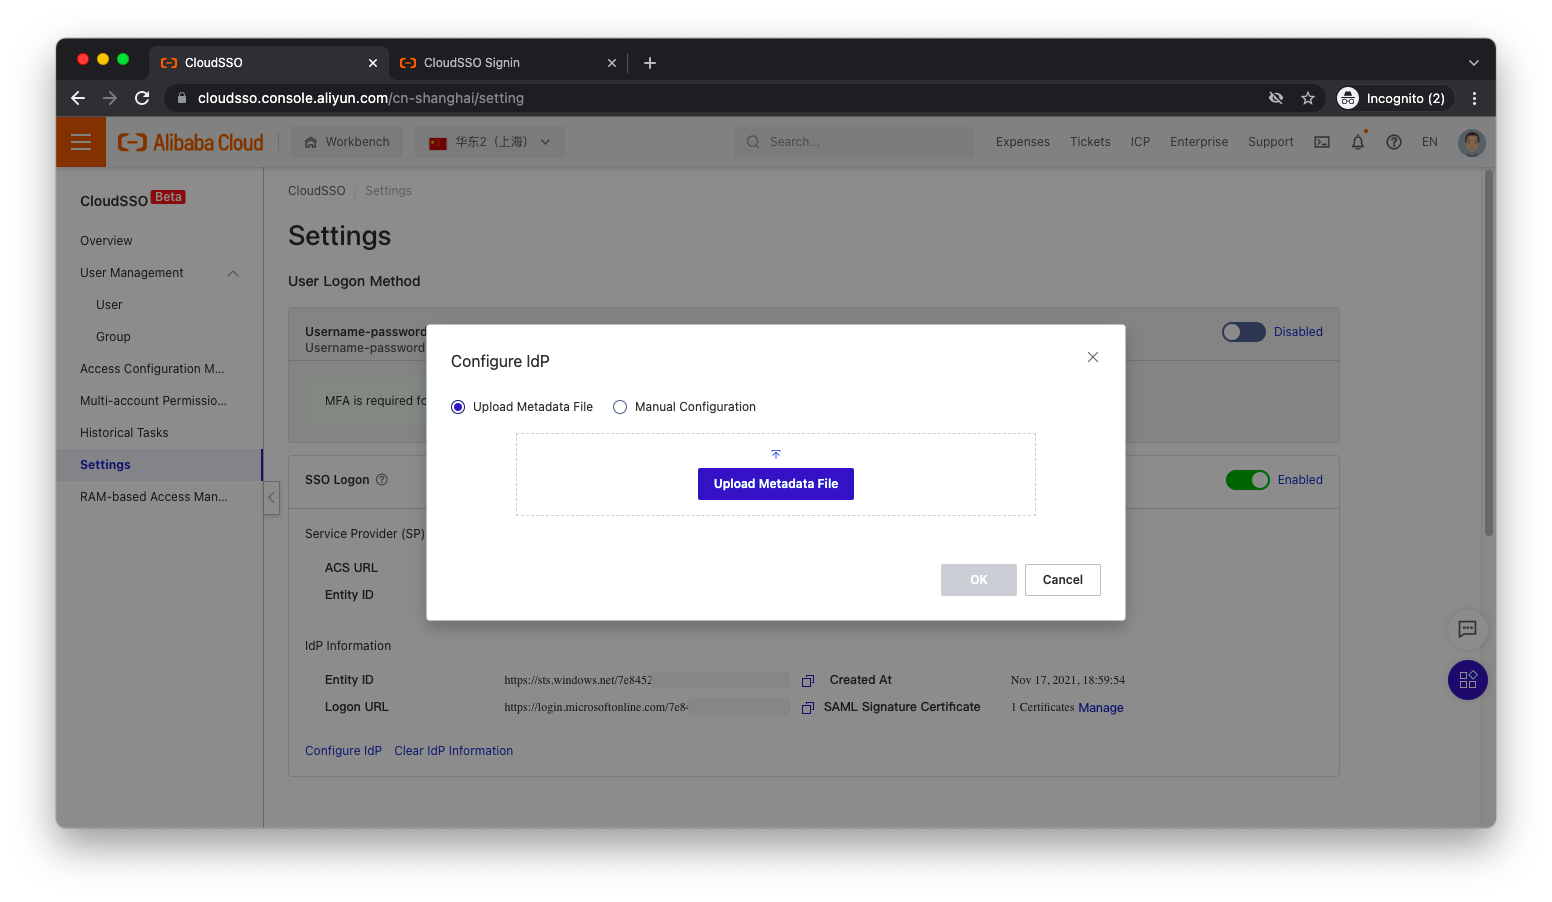 CloudSSO
CloudSSO Signin
cloudsso.console.aliyun.com/cn-shanghai/setting
Incognito (2)
Alibaba Cloud
Workbench
华东2（上海）
Search...
Expenses
Tickets
ICP
Enterprise
Support
EN
CloudSSO Beta
Overview
User Management
User
Group
Access Configuration M...
Multi-account Permissio...
Historical Tasks
Settings
RAM-based Access Man...
CloudSSO / Settings
Settings
User Logon Method
Username-password
Disabled
Username-password
MFA is required fo
SSO Logon
Enabled
Service Provider (SP)
ACS URL
Entity ID
Configure IdP
Upload Metadata File
Manual Configuration
Upload Metadata File
OK
Cancel
IdP Information
Entity ID
https://sts.windows.net/7e8452
Created At
Nov 17, 2021, 18:59:54
Logon URL
https://login.microsoftonline.com/7e84
SAML Signature Certificate
1 Certificates Manage
Configure IdP
Clear IdP Information